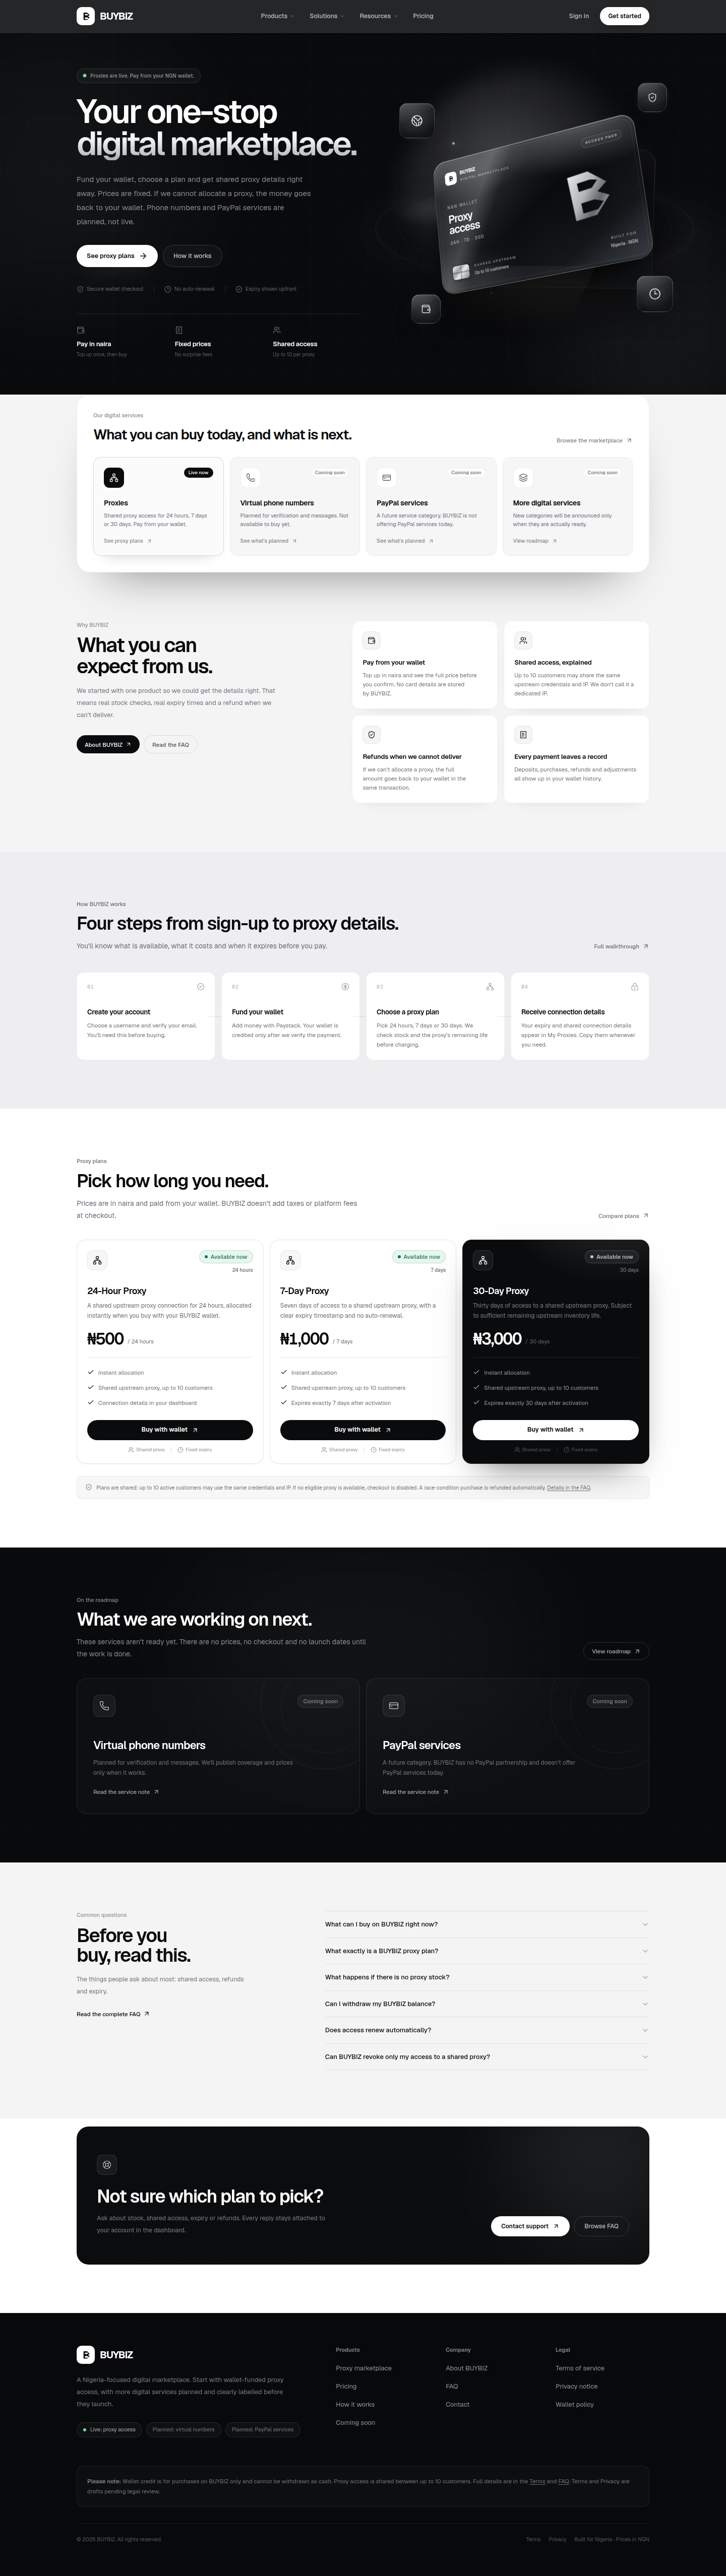 BUYBIZ
Products
Solutions
Resources
Pricing
Sign in
Get started
Proxies are live. Pay from your NGN wallet.
Your one-stop
digital marketplace.
Fund your wallet, choose a plan and get shared proxy details right
away. Prices are fixed. If we cannot allocate a proxy, the money goes
back to your wallet. Phone numbers and PayPal services are
planned, not live.
See proxy plans
How it works
Secure wallet checkout
No auto-renewal
Expiry shown upfront
Pay in naira
Top up once, then buy
Fixed prices
No surprise fees
Shared access
Up to 10 per proxy
BUYBIZ
DIGITAL MARKETPLACE
ACCESS PASS
NGN WALLET
Proxy
access
24H · 7D · 30D
SHARED UPSTREAM
Up to 10 customers
BUILT FOR
Nigeria · NGN
Our digital services
What you can buy today, and what is next.
Browse the marketplace
Live now
Proxies
Shared proxy access for 24 hours, 7 days
or 30 days. Pay from your wallet.
See proxy plans
Coming soon
Virtual phone numbers
Planned for verification and messages. Not
available to buy yet.
See what's planned
Coming soon
PayPal services
A future service category. BUYBIZ is not
offering PayPal services today.
See what's planned
Coming soon
More digital services
New categories will be announced only
when they are actually ready.
View roadmap
Why BUYBIZ
What you can
expect from us.
We started with one product so we could get the details right. That
means real stock checks, real expiry times and a refund when we
can't deliver.
About BUYBIZ
Read the FAQ
Pay from your wallet
Top up in naira and see the full price before
you confirm. No card details are stored
by BUYBIZ.
Shared access, explained
Up to 10 customers may share the same
upstream credentials and IP. We don't call it a
dedicated IP.
Refunds when we cannot deliver
If we can't allocate a proxy, the full
amount goes back to your wallet in the
same transaction.
Every payment leaves a record
Deposits, purchases, refunds and adjustments
all show up in your wallet history.
How BUYBIZ works
Four steps from sign-up to proxy details.
You'll know what is available, what it costs and when it expires before you pay.
Full walkthrough
01
Create your account
Choose a username and verify your email.
You'll need this before buying.
02
Fund your wallet
Add money with Paystack. Your wallet is
credited only after we verify the payment.
03
Choose a proxy plan
Pick 24 hours, 7 days or 30 days. We
check stock and the proxy's remaining life
before charging.
04
Receive connection details
Your expiry and shared connection details
appear in My Proxies. Copy them whenever
you need.
Proxy plans
Pick how long you need.
Prices are in naira and paid from your wallet. BUYBIZ doesn't add taxes or platform fees
at checkout.
Compare plans
Available now
24 hours
24-Hour Proxy
A shared upstream proxy connection for 24 hours, allocated
instantly when you buy with your BUYBIZ wallet.
₦500 / 24 hours
Instant allocation
Shared upstream proxy, up to 10 customers
Connection details in your dashboard
Buy with wallet
Shared proxy
Fixed expiry
Available now
7 days
7-Day Proxy
Seven days of access to a shared upstream proxy, with a
clear expiry timestamp and no auto-renewal.
₦1,000 / 7 days
Instant allocation
Shared upstream proxy, up to 10 customers
Expires exactly 7 days after activation
Buy with wallet
Shared proxy
Fixed expiry
Available now
30 days
30-Day Proxy
Thirty days of access to a shared upstream proxy. Subject
to sufficient remaining upstream inventory life.
₦3,000 / 30 days
Instant allocation
Shared upstream proxy, up to 10 customers
Expires exactly 30 days after activation
Buy with wallet
Shared proxy
Fixed expiry
Plans are shared: up to 10 active customers may use the same credentials and IP. If no eligible proxy is available, checkout is disabled. A race-condition purchase is refunded automatically. Details in the FAQ.
On the roadmap
What we are working on next.
These services aren't ready yet. There are no prices, no checkout and no launch dates until
the work is done.
View roadmap
Coming soon
Virtual phone numbers
Planned for verification and messages. We'll publish coverage and prices
only when it works.
Read the service note
Coming soon
PayPal services
A future category. BUYBIZ has no PayPal partnership and doesn't offer
PayPal services today.
Read the service note
Common questions
Before you
buy, read this.
The things people ask about most: shared access, refunds
and expiry.
Read the complete FAQ
What can I buy on BUYBIZ right now?
What exactly is a BUYBIZ proxy plan?
What happens if there is no proxy stock?
Can I withdraw my BUYBIZ balance?
Does access renew automatically?
Can BUYBIZ revoke only my access to a shared proxy?
Not sure which plan to pick?
Ask about stock, shared access, expiry or refunds. Every reply stays attached to
your account in the dashboard.
Contact support
Browse FAQ
BUYBIZ
A Nigeria-focused digital marketplace. Start with wallet-funded proxy
access, with more digital services planned and clearly labelled before
they launch.
Live: proxy access
Planned: virtual numbers
Planned: PayPal services
Products
Proxy marketplace
Pricing
How it works
Coming soon
Company
About BUYBIZ
FAQ
Contact
Legal
Terms of service
Privacy notice
Wallet policy
Please note: Wallet credit is for purchases on BUYBIZ only and cannot be withdrawn as cash. Proxy access is shared between up to 10 customers. Full details are in the Terms and FAQ. Terms and Privacy are
drafts pending legal review.
© 2026 BUYBIZ. All rights reserved.
Terms
Privacy
Built for Nigeria · Prices in NGN